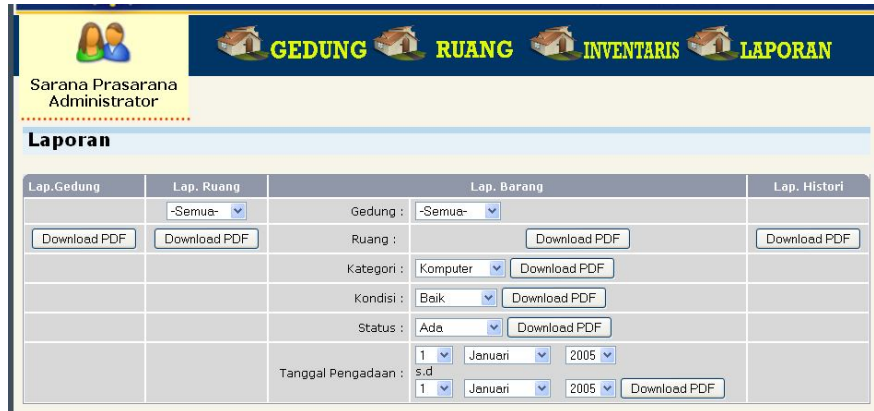 GEDUNG RUANG INVENTARIS LAPORAN
Sarana Prasarana
Administrator
Laporan
Lap.Gedung Lap. Ruang Lap. Barang Lap. Histori
-Semua- Gedung : -Semua-
Download PDF Download PDF Ruang : Download PDF Download PDF
Kategori : Komputer Download PDF
Kondisi : Baik Download PDF
Status : Ada Download PDF
1 Januari 2005
Tanggal Pengadaan : s.d
1 Januari 2005 Download PDF